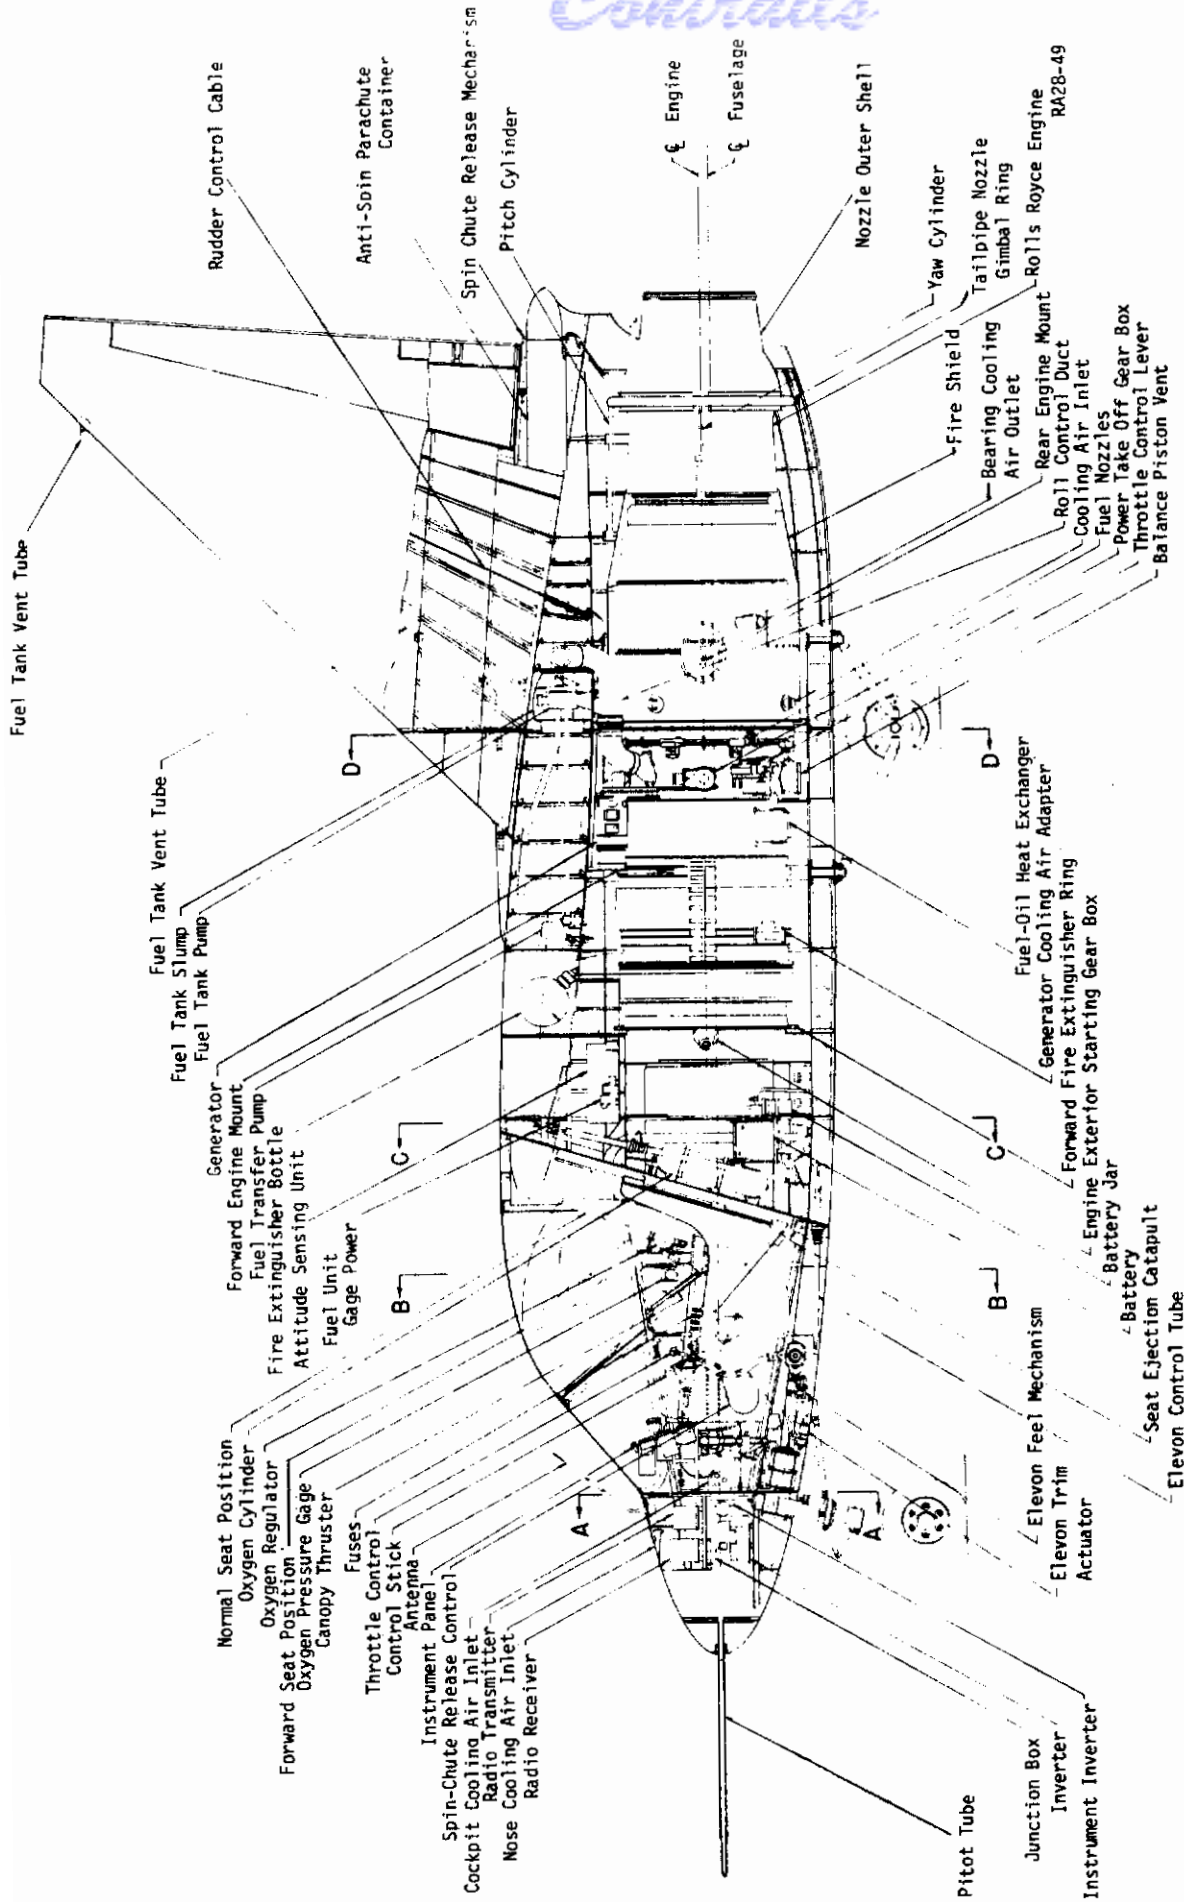 Contrails
Fuel Tank Vent Tube
Rudder Control Cable
Anti-Spin Parachute
Container
Spin Chute Release Mechanism
Pitch Cylinder
℄ Engine
℄ Fuselage
Nozzle Outer Shell
Yaw Cylinder
Tailpipe Nozzle
Gimbal Ring
Rolls Royce Engine
RA28-49
Fire Shield
Bearing Cooling
Air Outlet
Rear Engine Mount
Roll Control Duct
Cooling Air Inlet
Fuel Nozzles
Power Take Off Gear Box
Throttle Control Lever
Balance Piston Vent
Fuel Tank Vent Tube
Fuel Tank Slump
Fuel Tank Pump
Generator
Forward Engine Mount
Fuel Transfer Pump
Fire Extinguisher Bottle
Attitude Sensing Unit
Fuel Unit
Gage Power
Normal Seat Position
Oxygen Cylinder
Oxygen Regulator
Forward Seat Position
Oxygen Pressure Gage
Canopy Thruster
Fuses
Throttle Control
Control Stick
Antenna
Instrument Panel
Spin-Chute Release Control
Cockpit Cooling Air Inlet
Radio Transmitter
Nose Cooling Air Inlet
Radio Receiver
A
B
C
D
A
B
C
D
Fuel-Oil Heat Exchanger
Generator Cooling Air Adapter
Forward Fire Extinguisher Ring
Engine Exterior Starting Gear Box
Battery Jar
Battery
Seat Ejection Catapult
Elevon Control Tube
Elevon Feel Mechanism
Elevon Trim
Actuator
Pitot Tube
Junction Box
Inverter
Instrument Inverter